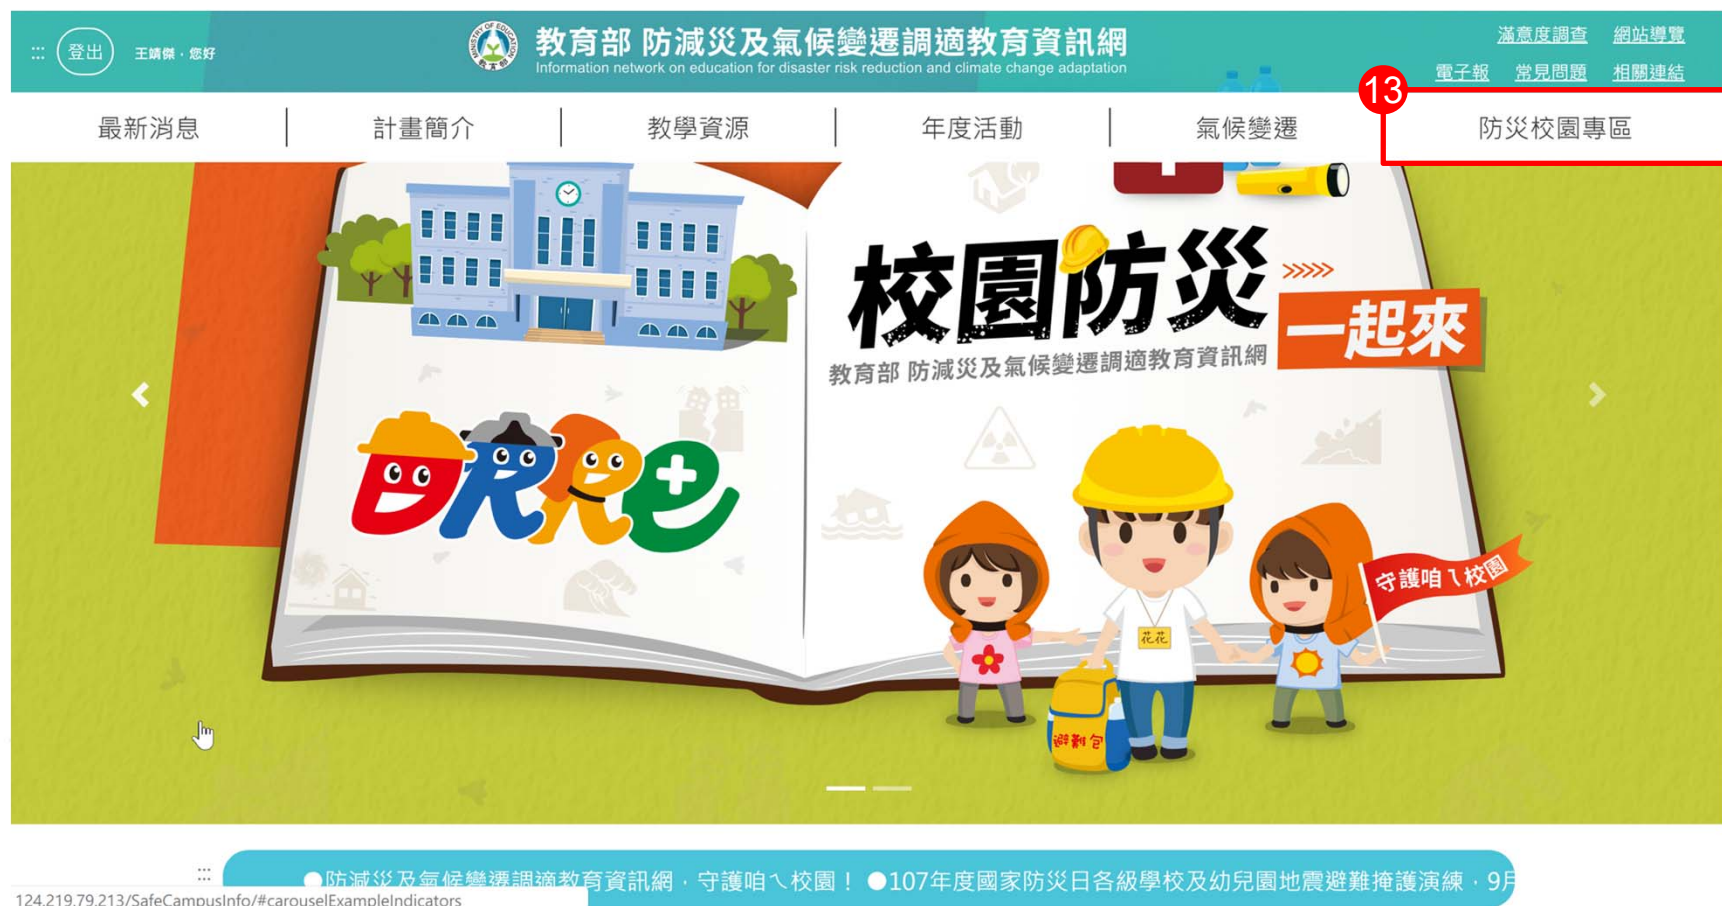 ::: 登出 王靖傑，您好
教育部 防減災及氣候變遷調適教育資訊網
Information network on education for disaster risk reduction and climate change adaptation
滿意度調查 網站導覽
電子報 常見問題 相關連結
13
最新消息 計畫簡介 教學資源 年度活動 氣候變遷 防災校園專區
校園防災
一起來
教育部 防減災及氣候變遷調適教育資訊網
DRRe
守護咱ㄟ校園
花花
避難包
:::
●防減災及氣候變遷調適教育資訊網，守護咱ㄟ校園！ ●107年度國家防災日各級學校及幼兒園地震避難掩護演練，9月
124.219.79.213/SafeCampusInfo/#carouselExampleIndicators